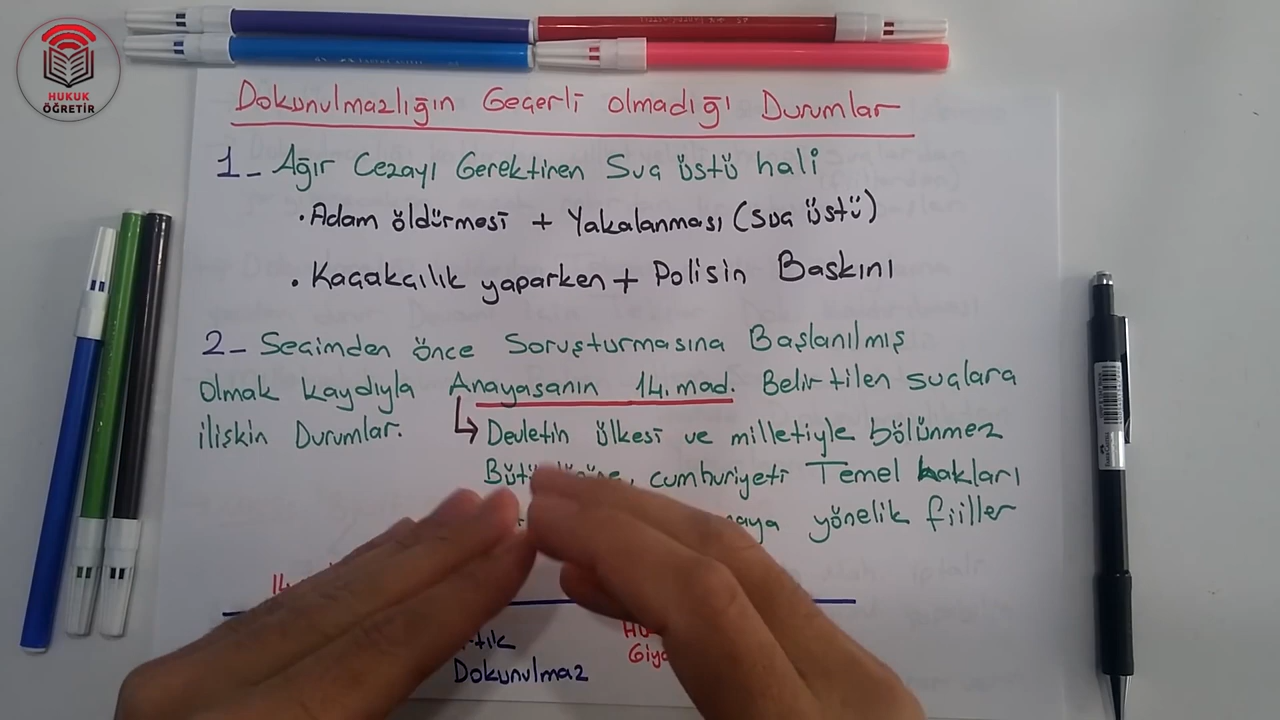 HUKUK
ÖĞRETİR
Dokunulmazlığın Geçerli olmadığı Durumlar
1- Ağır Cezayı Gerektiren Suç üstü hali
• Adam öldürmesi + Yakalanması (Suç üstü)
• Kaçakçılık yaparken + Polisin Baskını
2- Seçimden önce Soruşturmasına Başlanılmış
olmak kaydıyla Anayasanın 14. mad. Belirtilen suçlara
ilişkin Durumlar.
Devletin ülkesi ve milletiyle bölünmez
cumhuriyeti Temel hakları
yönelik fiiller
Dokunulmaz